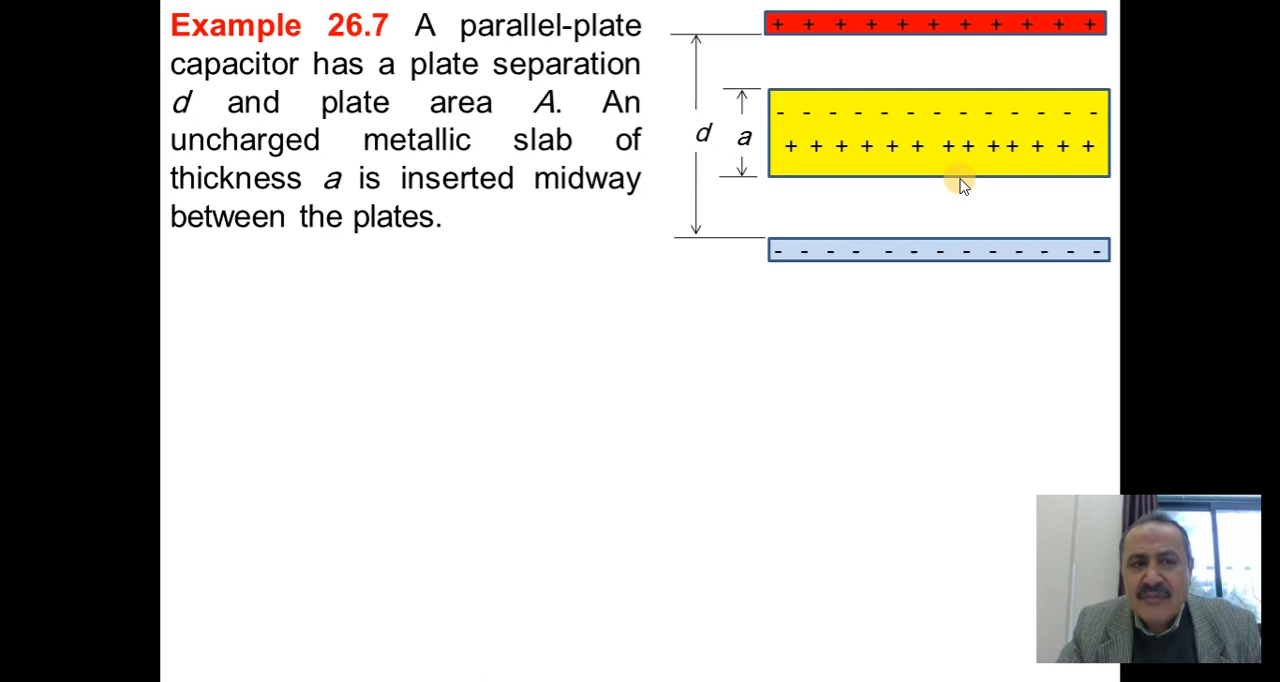 Example 26.7 A parallel-plate
capacitor has a plate separation
d and plate area A. An
uncharged metallic slab of
thickness a is inserted midway
between the plates.
+ + + + + + + + + + +
- - - - - - - - - - - - -
d a
+ + + + + + + + + + + + +
- - - - - - - - - - - - -